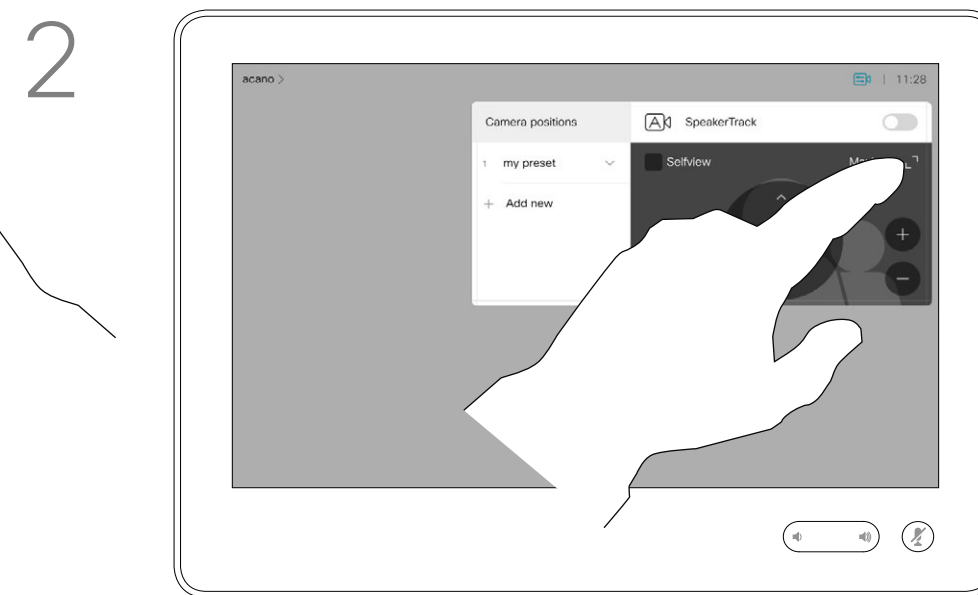 2
acano >
11:28
Camera positions
SpeakerTrack
1 my preset
Selfview
+ Add new